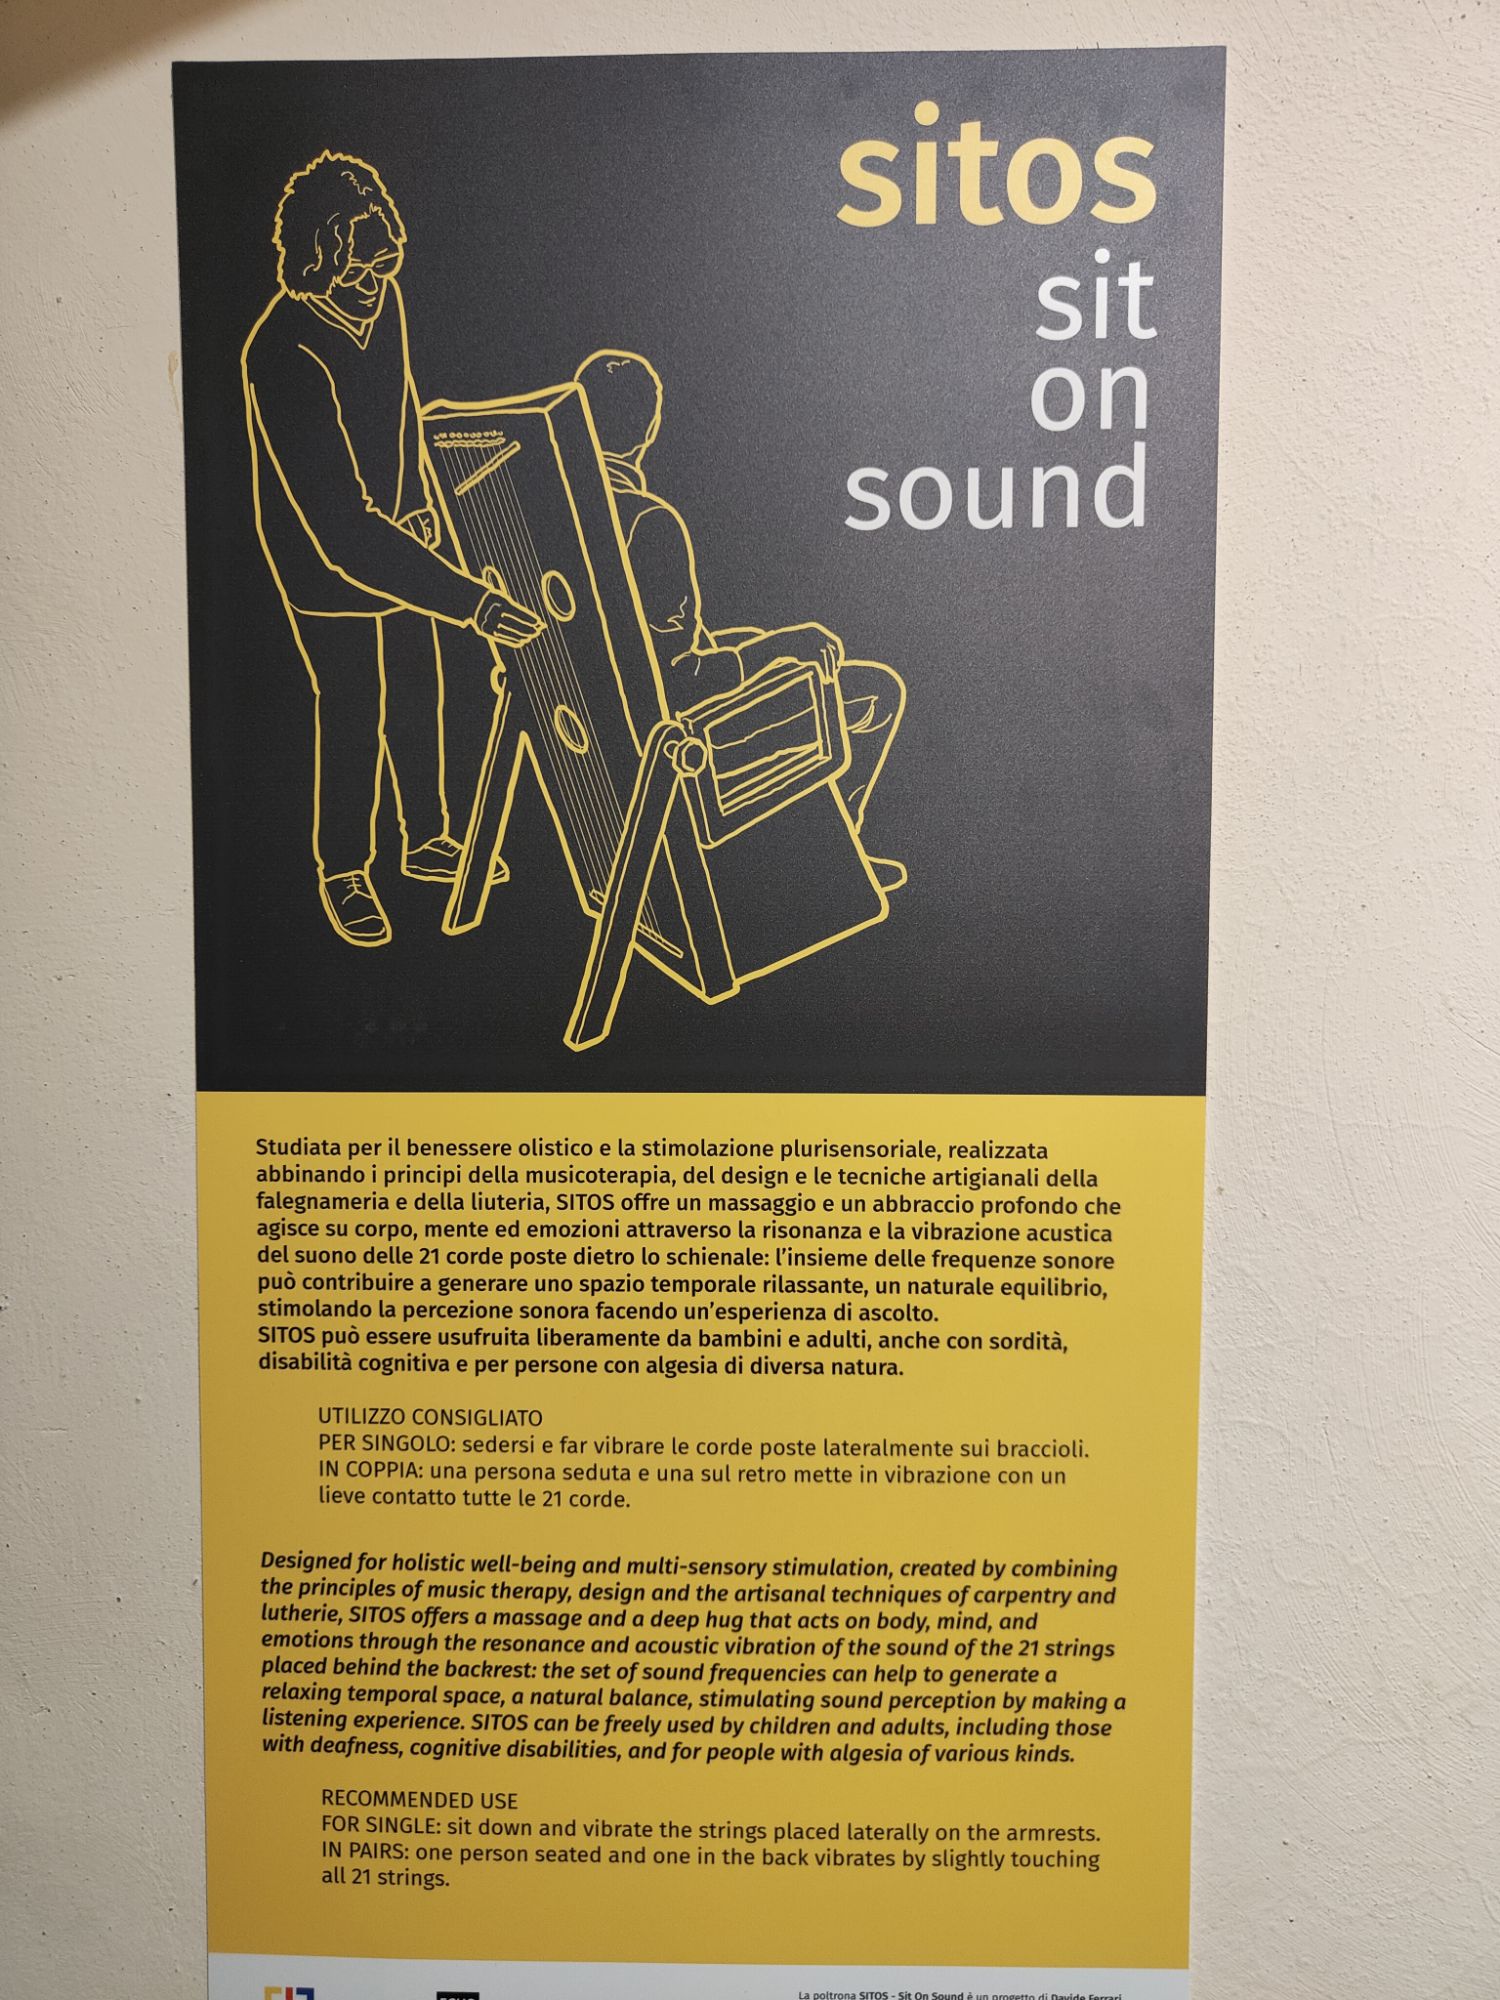 sitos
sit
on
sound
Studiata per il benessere olistico e la stimolazione plurisensoriale, realizzata
abbinando i principi della musicoterapia, del design e le tecniche artigianali della
falegnameria e della liuteria, SITOS offre un massaggio e un abbraccio profondo che
agisce su corpo, mente ed emozioni attraverso la risonanza e la vibrazione acustica
del suono delle 21 corde poste dietro lo schienale: l'insieme delle frequenze sonore
può contribuire a generare uno spazio temporale rilassante, un naturale equilibrio,
stimolando la percezione sonora facendo un'esperienza di ascolto.
SITOS può essere usufruita liberamente da bambini e adulti, anche con sordità,
disabilità cognitiva e per persone con algesia di diversa natura.
UTILIZZO CONSIGLIATO
PER SINGOLO: sedersi e far vibrare le corde poste lateralmente sui braccioli.
IN COPPIA: una persona seduta e una sul retro mette in vibrazione con un
lieve contatto tutte le 21 corde.
Designed for holistic well-being and multi-sensory stimulation, created by combining
the principles of music therapy, design and the artisanal techniques of carpentry and
lutherie, SITOS offers a massage and a deep hug that acts on body, mind, and
emotions through the resonance and acoustic vibration of the sound of the 21 strings
placed behind the backrest: the set of sound frequencies can help to generate a
relaxing temporal space, a natural balance, stimulating sound perception by making a
listening experience. SITOS can be freely used by children and adults, including those
with deafness, cognitive disabilities, and for people with algesia of various kinds.
RECOMMENDED USE
FOR SINGLE: sit down and vibrate the strings placed laterally on the armrests.
IN PAIRS: one person seated and one in the back vibrates by slightly touching
all 21 strings.
La poltrona SITOS - Sit On Sound è un progetto di Davide Ferrari